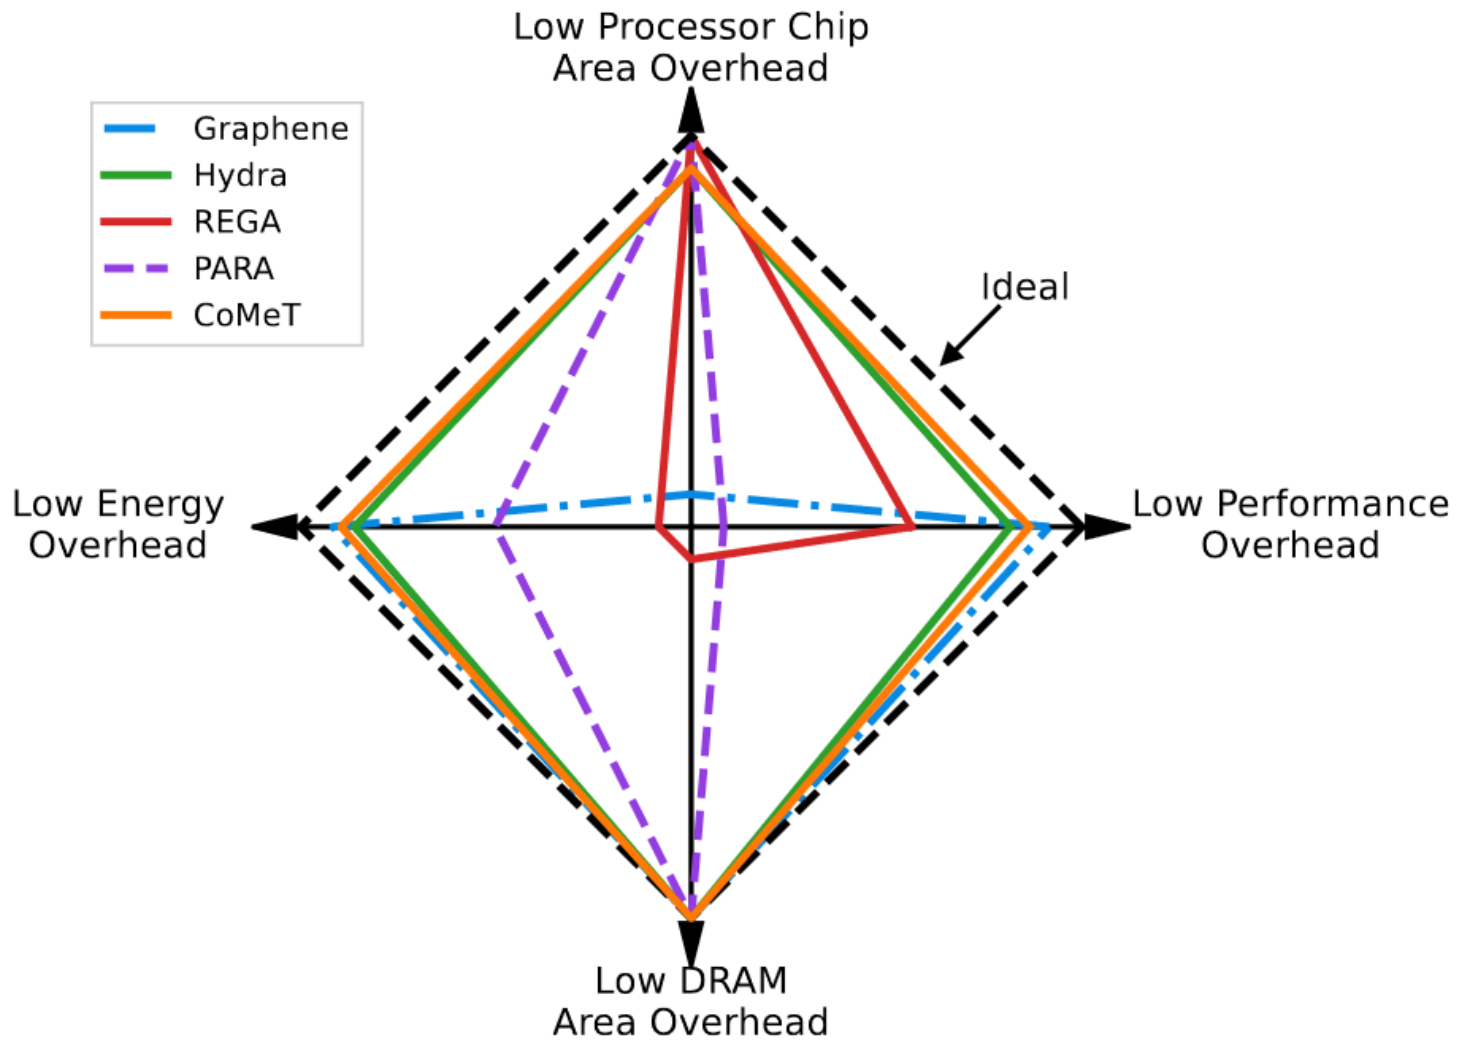 Low Processor Chip
Area Overhead
Graphene
Hydra
REGA
PARA
CoMeT
Ideal
Low Energy
Overhead
Low Performance
Overhead
Low DRAM
Area Overhead